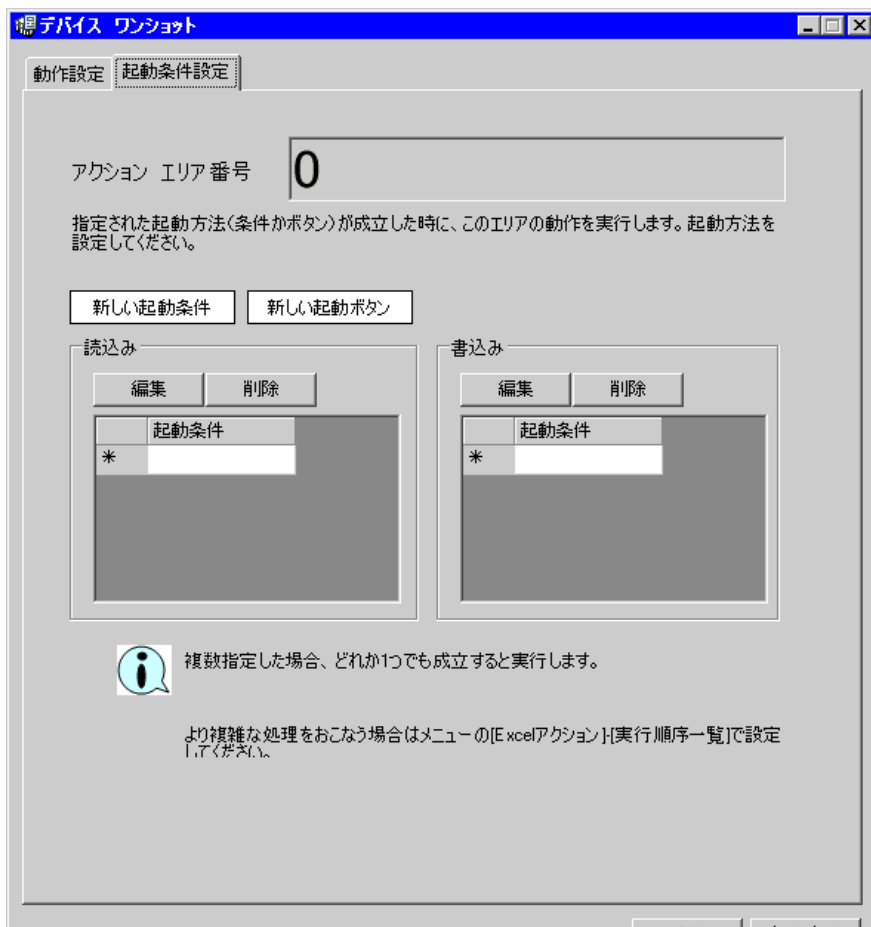 デバイス ワンショット
動作設定 起動条件設定
アクション エリア番号 0
指定された起動方法(条件かボタン)が成立した時に、このエリアの動作を実行します。起動方法を
設定してください。
新しい起動条件 新しい起動ボタン
読込み 書込み
編集 削除 編集 削除
起動条件 起動条件
* *
複数指定した場合、どれか1つでも成立すると実行します。
より複雑な処理をおこなう場合はメニューの[Excelアクション]-[実行順序一覧]で設定
してください。